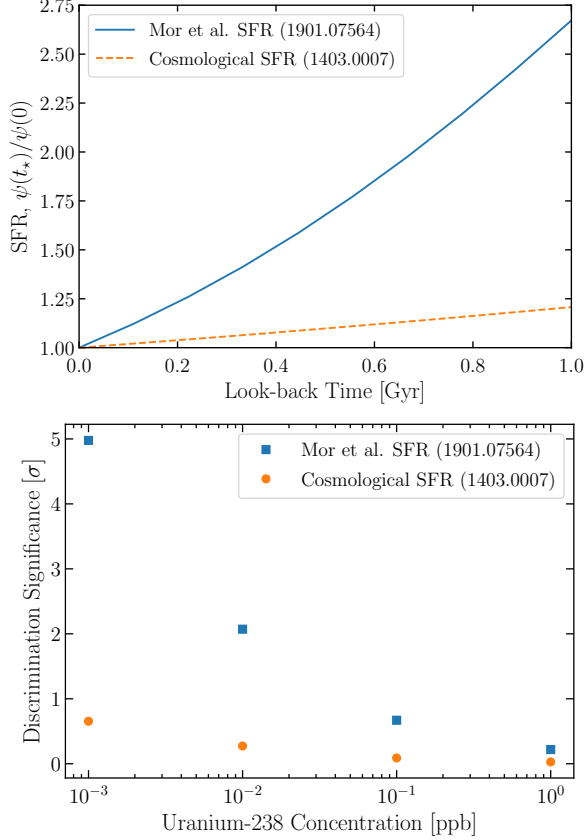 2.75
2.50
2.25
2.00
1.75
1.50
1.25
1.00
SFR, ψ(t⋆)/ψ(0)
Mor et al. SFR (1901.07564)
Cosmological SFR (1403.0007)
0.0 0.2 0.4 0.6 0.8 1.0
Look-back Time [Gyr]
5
4
3
2
1
0
Discrimination Significance [σ]
Mor et al. SFR (1901.07564)
Cosmological SFR (1403.0007)
10⁻³ 10⁻² 10⁻¹ 10⁰
Uranium-238 Concentration [ppb]